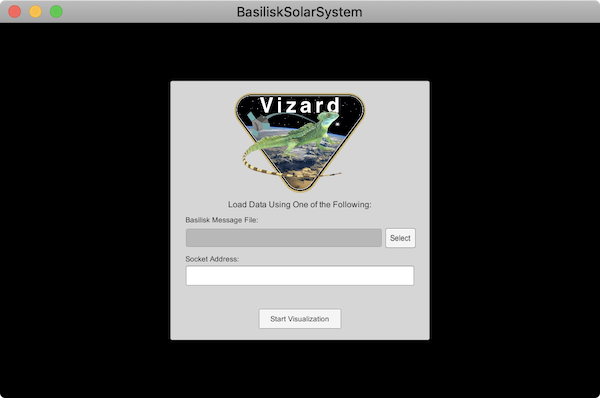 BasiliskSolarSystem
Vizard
Load Data Using One of the Following:
Basilisk Message File:
Select
Socket Address:
Start Visualization